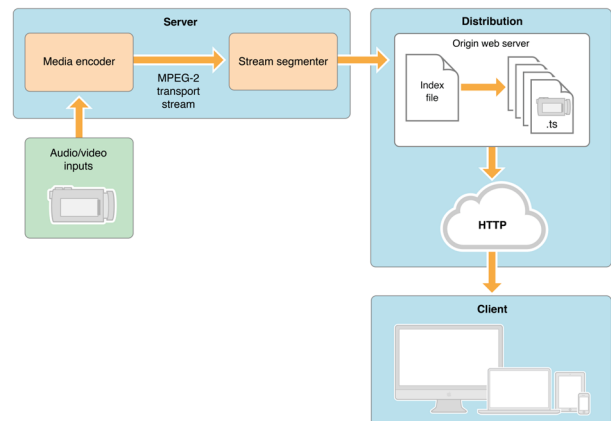 Server
Media encoder
MPEG-2
transport
stream
Stream segmenter
Audio/video
inputs
Distribution
Origin web server
Index
file
.ts
HTTP
Client